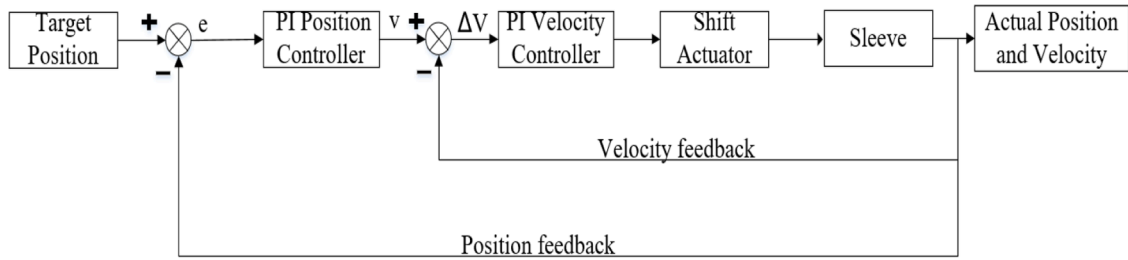 Target
Position
+
e
−
PI Position
Controller
v
+
ΔV
−
PI Velocity
Controller
Shift
Actuator
Sleeve
Actual Position
and Velocity
Velocity feedback
Position feedback